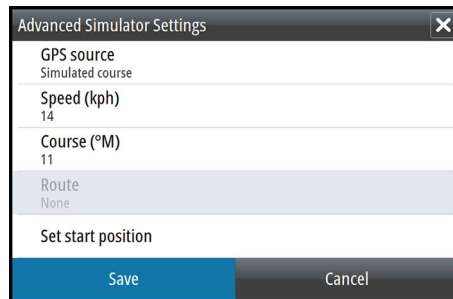 Advanced Simulator Settings
GPS source
Simulated course
Speed (kph)
14
Course (°M)
11
Route
None
Set start position
Save
Cancel